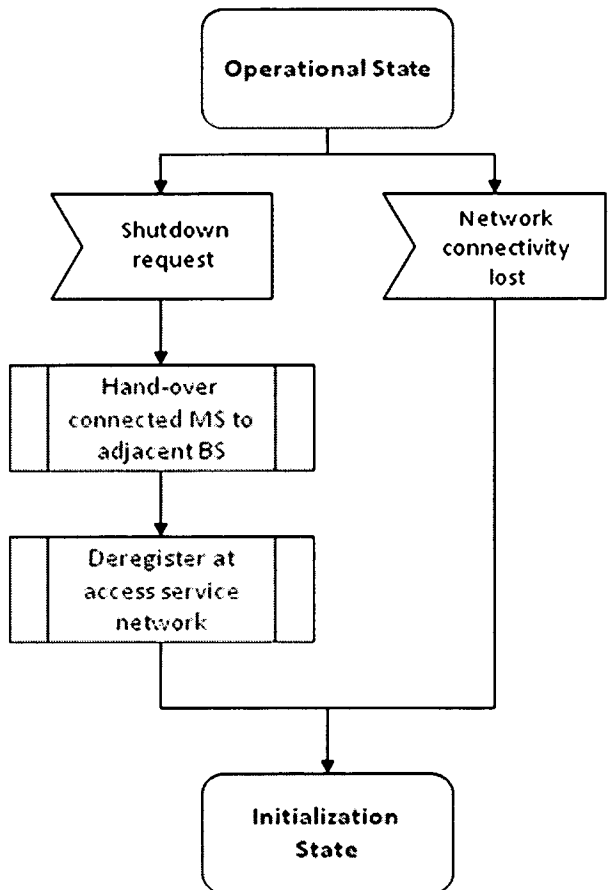 Operational State
Shutdown
request
Network
connectivity
lost
Hand-over
connected MS to
adjacent BS
Deregister at
access service
network
Initialization
State